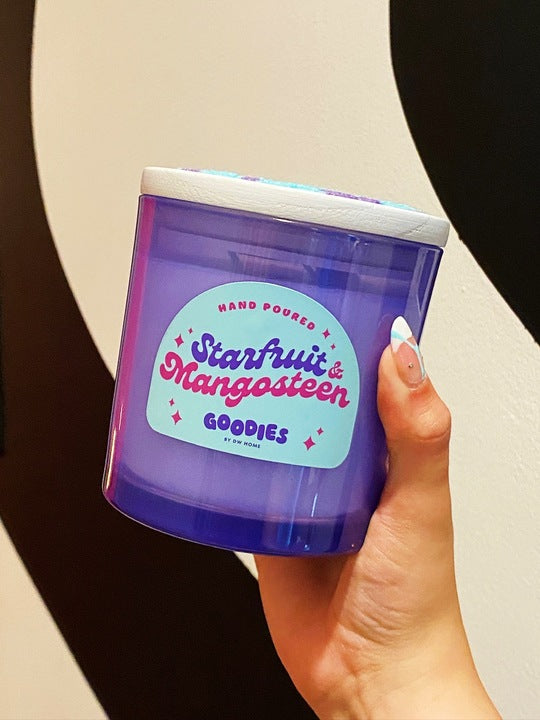 HAND POURED
Starfruit &
Mangosteen
GOODIES
BY DW HOME